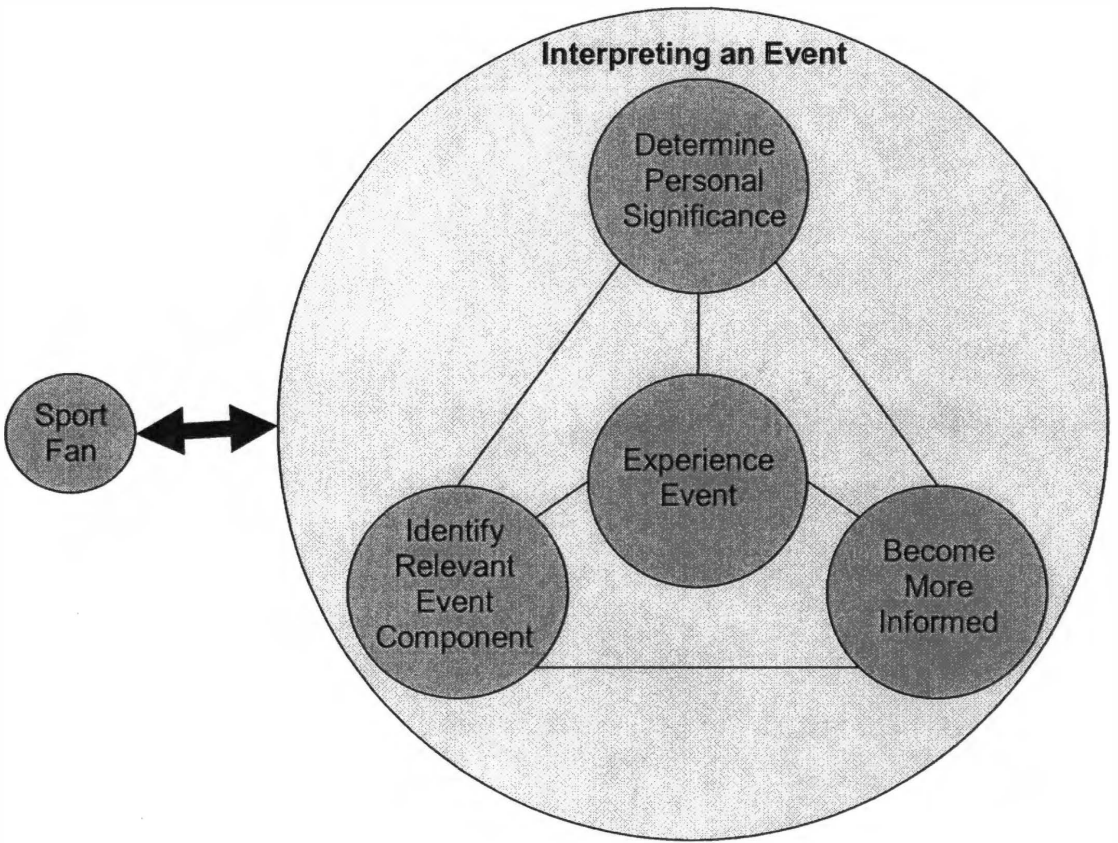 Interpreting an Event
Determine
Personal
Significance
Sport
Fan
Experience
Event
Identify
Relevant
Event
Component
Become
More
Informed